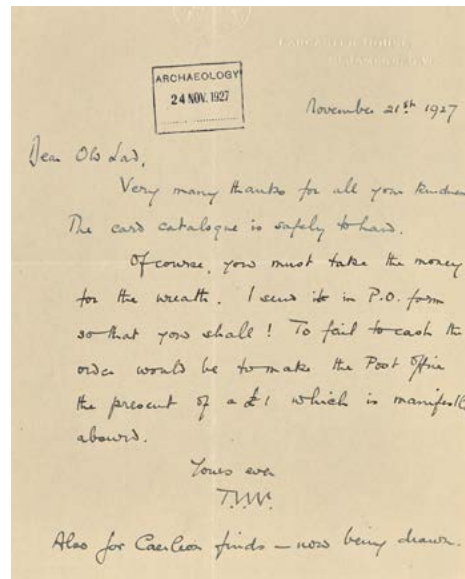 LANCASTER HOUSE,
ARCHAEOLOGY
24 NOV. 1927
November 21st 1927
Dear Old Lad,
Very many thanks for all your kindness
The card catalogue is safely to hand.
Of course, you must take the money
for the wreath. I send it in P.O. form
so that you shall! To fail to cash the
order would be to make the Post Office
the present of a £1 which is manifestly
absurd.
Yours ever
Also for Caerleon finds – now being drawn.